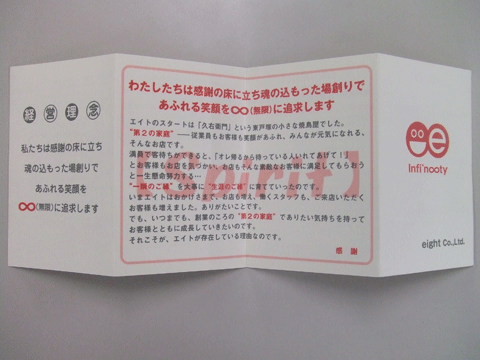 経営理念
私たちは感謝の床に立ち
魂の込もった場創りで
あふれる笑顔を
∞(無限)に追求します
わたしたちは感謝の床に立ち魂の込もった場創りで
あふれる笑顔を∞(無限)に追求します
エイトのスタートは「久右衛門」という東戸塚の小さな焼鳥屋でした。
"第2の家庭"――従業員もお客様も笑顔があふれ、みんなが元気になれる、
そんなお店です。
満員で客待ちができると、「オレ帰るから待っている人いれてあげて!」
とお客様もお店を気づかい、お店もそんな素敵なお客様に満足してもらおう
と一生懸命努力する…
"一瞬のご縁"を大事に"生涯のご縁"に育てていったのです。
いまエイトはおかげさまで、お店も増え、働くスタッフも、ご来店いただく
お客様も増えました。ありがたいことです。
でも、いつまでも、創業のころの"第2の家庭"でありたい気持ちを持って
お客様とともに成長していきたいのです。
それこそが、エイトが存在している理由なのです。
感謝
Infi'nooty
eight Co.,Ltd.